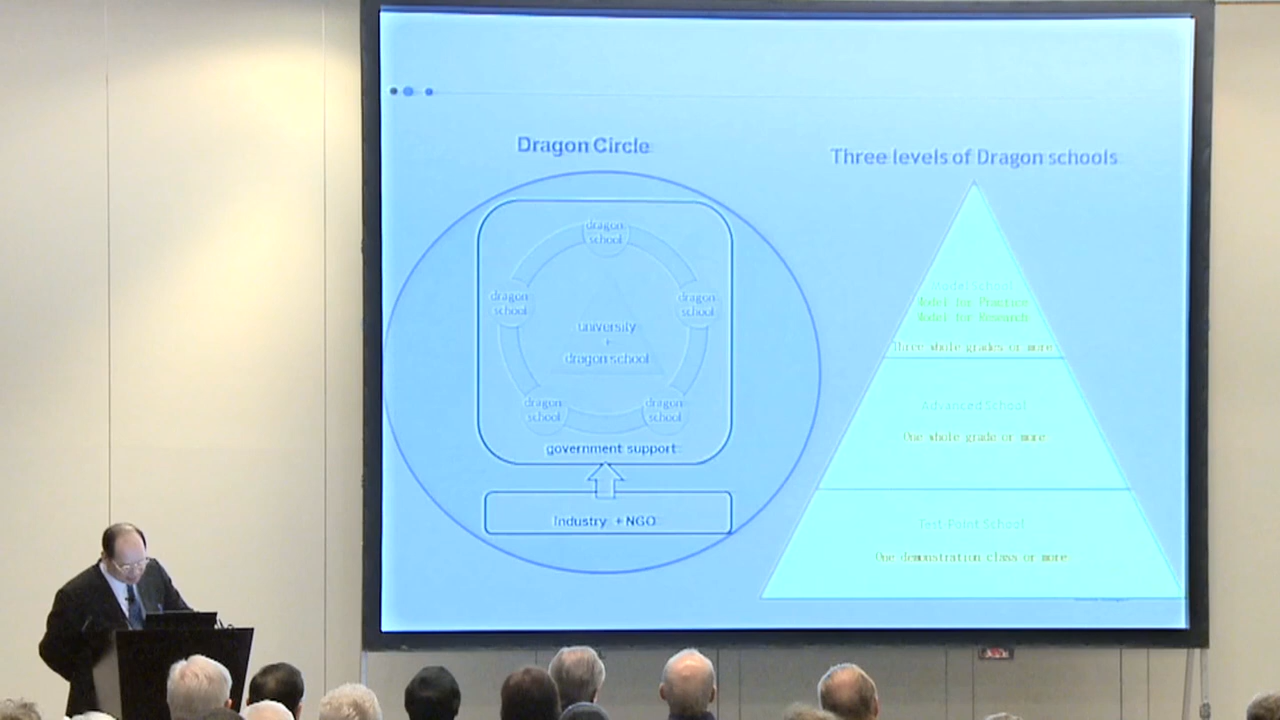 Dragon Circle
dragon
school
dragon
school
dragon
school
university
+
dragon school
dragon
school
dragon
school
government support
Industry + NGO
Three levels of Dragon schools
Model School
Model for Practice
Model for Research
Three whole grades or more
Advanced School
One whole grade or more
Test-Point School
One demonstration class or more